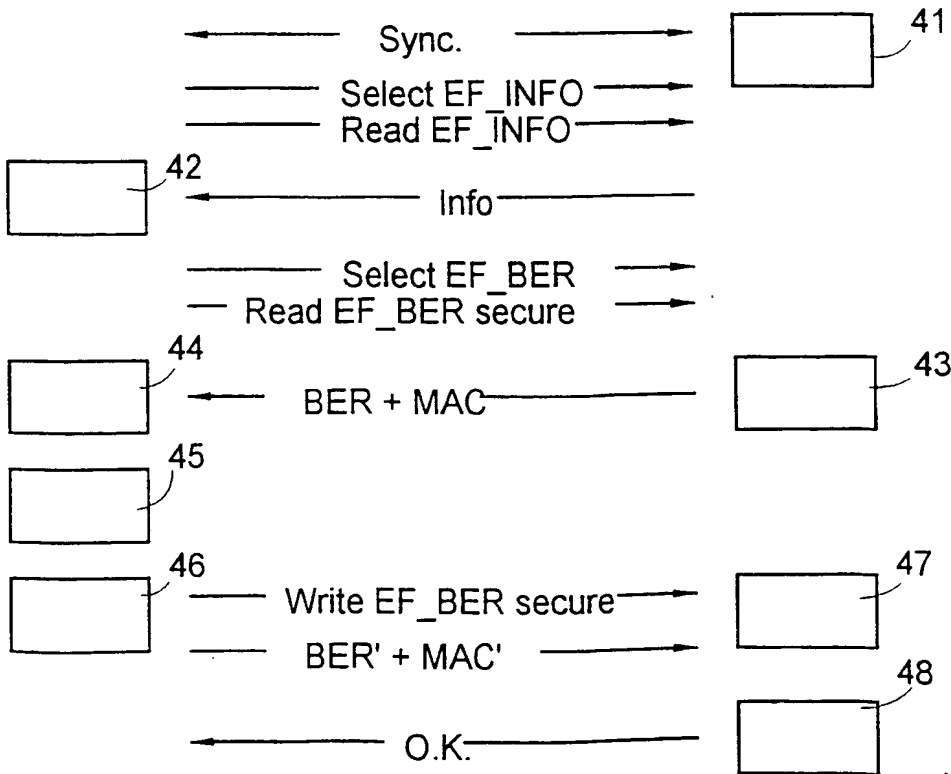 Sync.
41
Select EF_INFO
Read EF_INFO
42
Info
Select EF_BER
Read EF_BER secure
44
BER + MAC
43
45
46
Write EF_BER secure
47
BER' + MAC'
48
O.K.